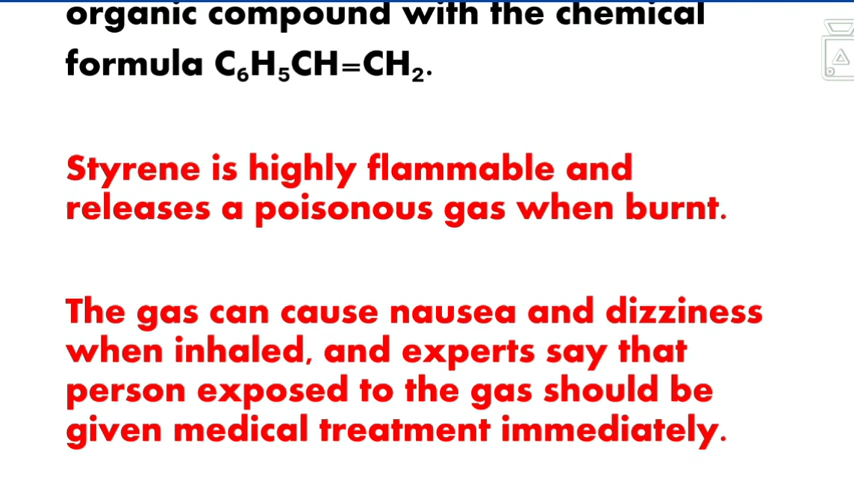 organic compound with the chemical
formula C₆H₅CH=CH₂.
Styrene is highly flammable and
releases a poisonous gas when burnt.
The gas can cause nausea and dizziness
when inhaled, and experts say that
person exposed to the gas should be
given medical treatment immediately.